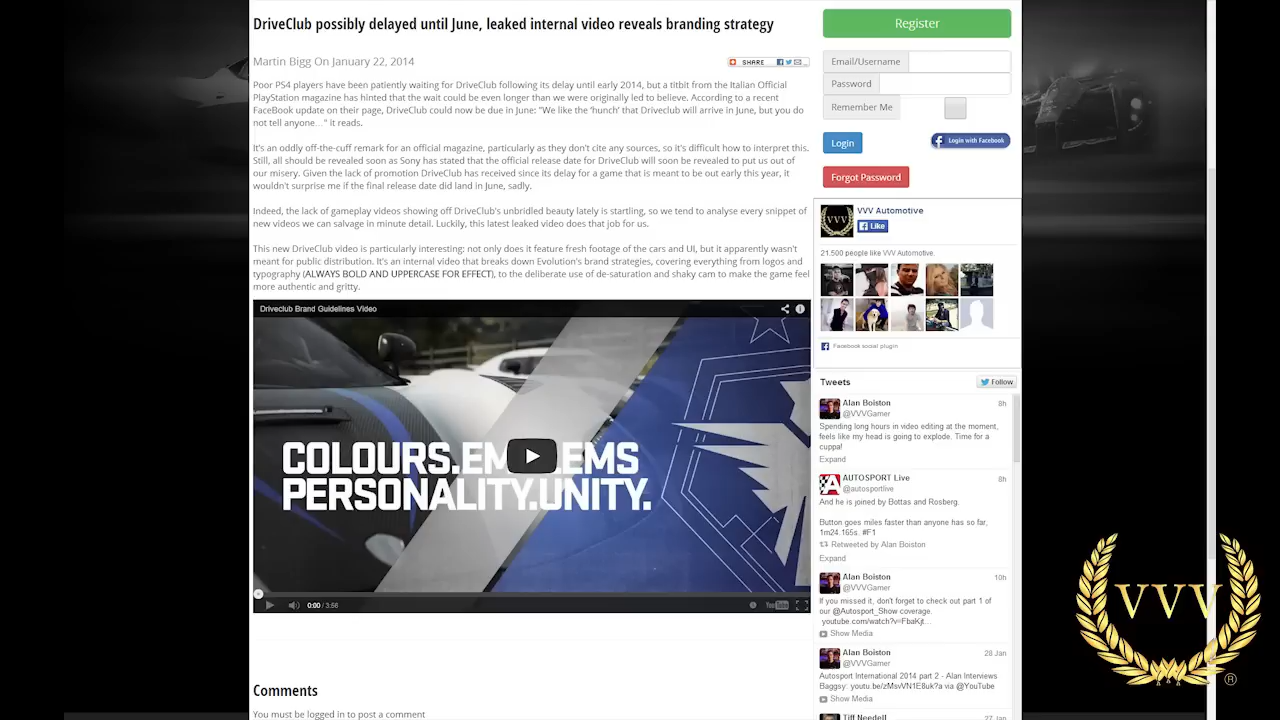 DriveClub possibly delayed until June, leaked internal video reveals branding strategy
Martin Bigg On January 22, 2014
SHARE
Poor PS4 players have been patiently waiting for DriveClub following its delay until early 2014, but a titbit from the Italian Official
PlayStation magazine has hinted that the wait could be even longer than we were originally led to believe. According to a recent
FaceBook update on their page, DriveClub could now be due in June: "We like the 'hunch' that Driveclub will arrive in June, but you do
not tell anyone…" it reads.
It's a hardly off-the-cuff remark for an official magazine, particularly as they don't cite any sources, so it's difficult how to interpret this.
Still, all should be revealed soon as Sony has stated that the official release date for DriveClub will soon be revealed to put us out of
our misery. Given the lack of promotion DriveClub has received since its delay for a game that is meant to be out early this year, it
wouldn't surprise me if the final release date did land in June, sadly.
Indeed, the lack of gameplay videos showing off DriveClub's unbridled beauty lately is startling, so we tend to analyse every snippet of
new videos we can salvage in minute detail. Luckily, this latest leaked video does that job for us.
This new DriveClub video is particularly interesting: not only does it feature fresh footage of the cars and UI, but it apparently wasn't
meant for public distribution. It's an internal video that breaks down Evolution's brand strategies, covering everything from logos and
typography (ALWAYS BOLD AND UPPERCASE FOR EFFECT), to the deliberate use of de-saturation and shaky cam to make the game feel
more authentic and gritty.
Driveclub Brand Guidelines Video
COLOURS.EMBLEMS
PERSONALITY.UNITY.
0:00 / 3:56
YouTube
Comments
You must be logged in to post a comment
Register
Email/Username
Password
Remember Me
Login
Login with Facebook
Forgot Password
VVV Automotive
Like
21,500 people like VVV Automotive.
Facebook social plugin
Tweets
Follow
Alan Boiston
8h
@VVVGamer
Spending long hours in video editing at the moment,
feels like my head is going to explode. Time for a
cuppa!
Expand
AUTOSPORT Live
8h
@autosportlive
And he is joined by Bottas and Rosberg.
Button goes miles faster than anyone has so far,
1m24.165s. #F1
Retweeted by Alan Boiston
Expand
Alan Boiston
10h
@VVVGamer
If you missed it, don't forget to check out part 1 of
our @Autosport_Show coverage.
youtube.com/watch?v=FbaKjt...
Show Media
Alan Boiston
28 Jan
@VVVGamer
Autosport International 2014 part 2 - Alan Interviews
Baggsy: youtu.be/zMsvVN1E8uk?a via @YouTube
Show Media
Tiff Needell
27 Jan
VVV
®